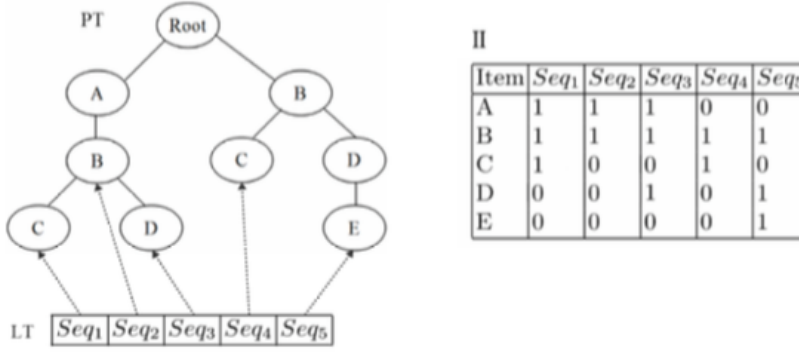 PT
Root
A B
B C D
C D E
LT Seq₁ Seq₂ Seq₃ Seq₄ Seq₅
II
Item Seq₁ Seq₂ Seq₃ Seq₄ Seq₅
A 1 1 1 0 0
B 1 1 1 1 1
C 1 0 0 1 0
D 0 0 1 0 1
E 0 0 0 0 1